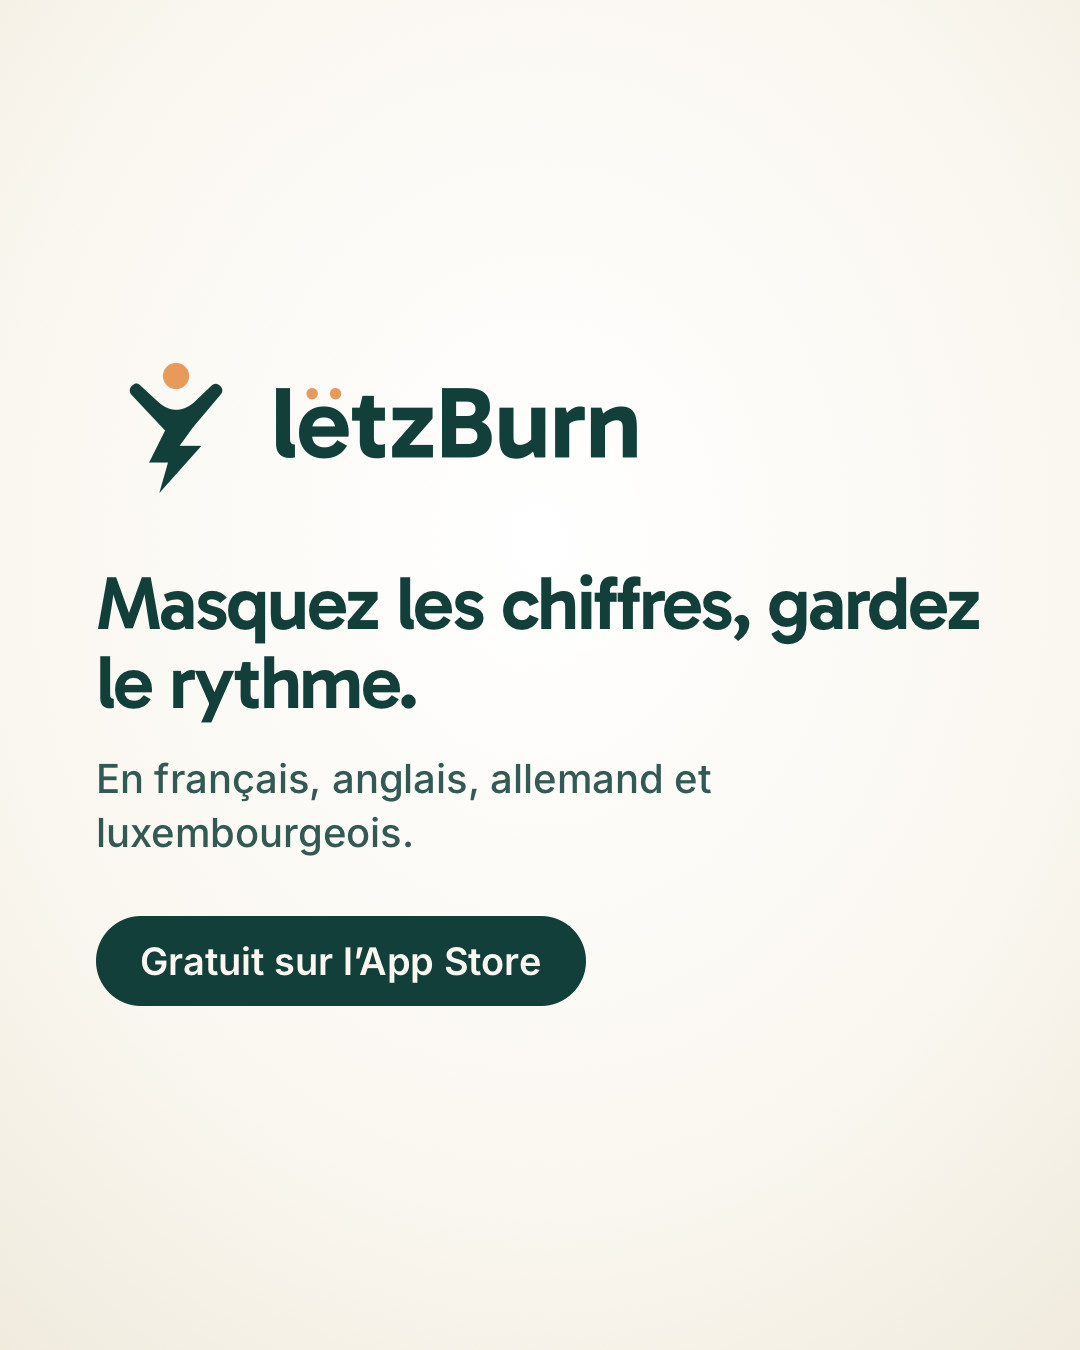 lëtzBurn
Masquez les chiffres, gardez
le rythme.
En français, anglais, allemand et
luxembourgeois.
Gratuit sur l’App Store